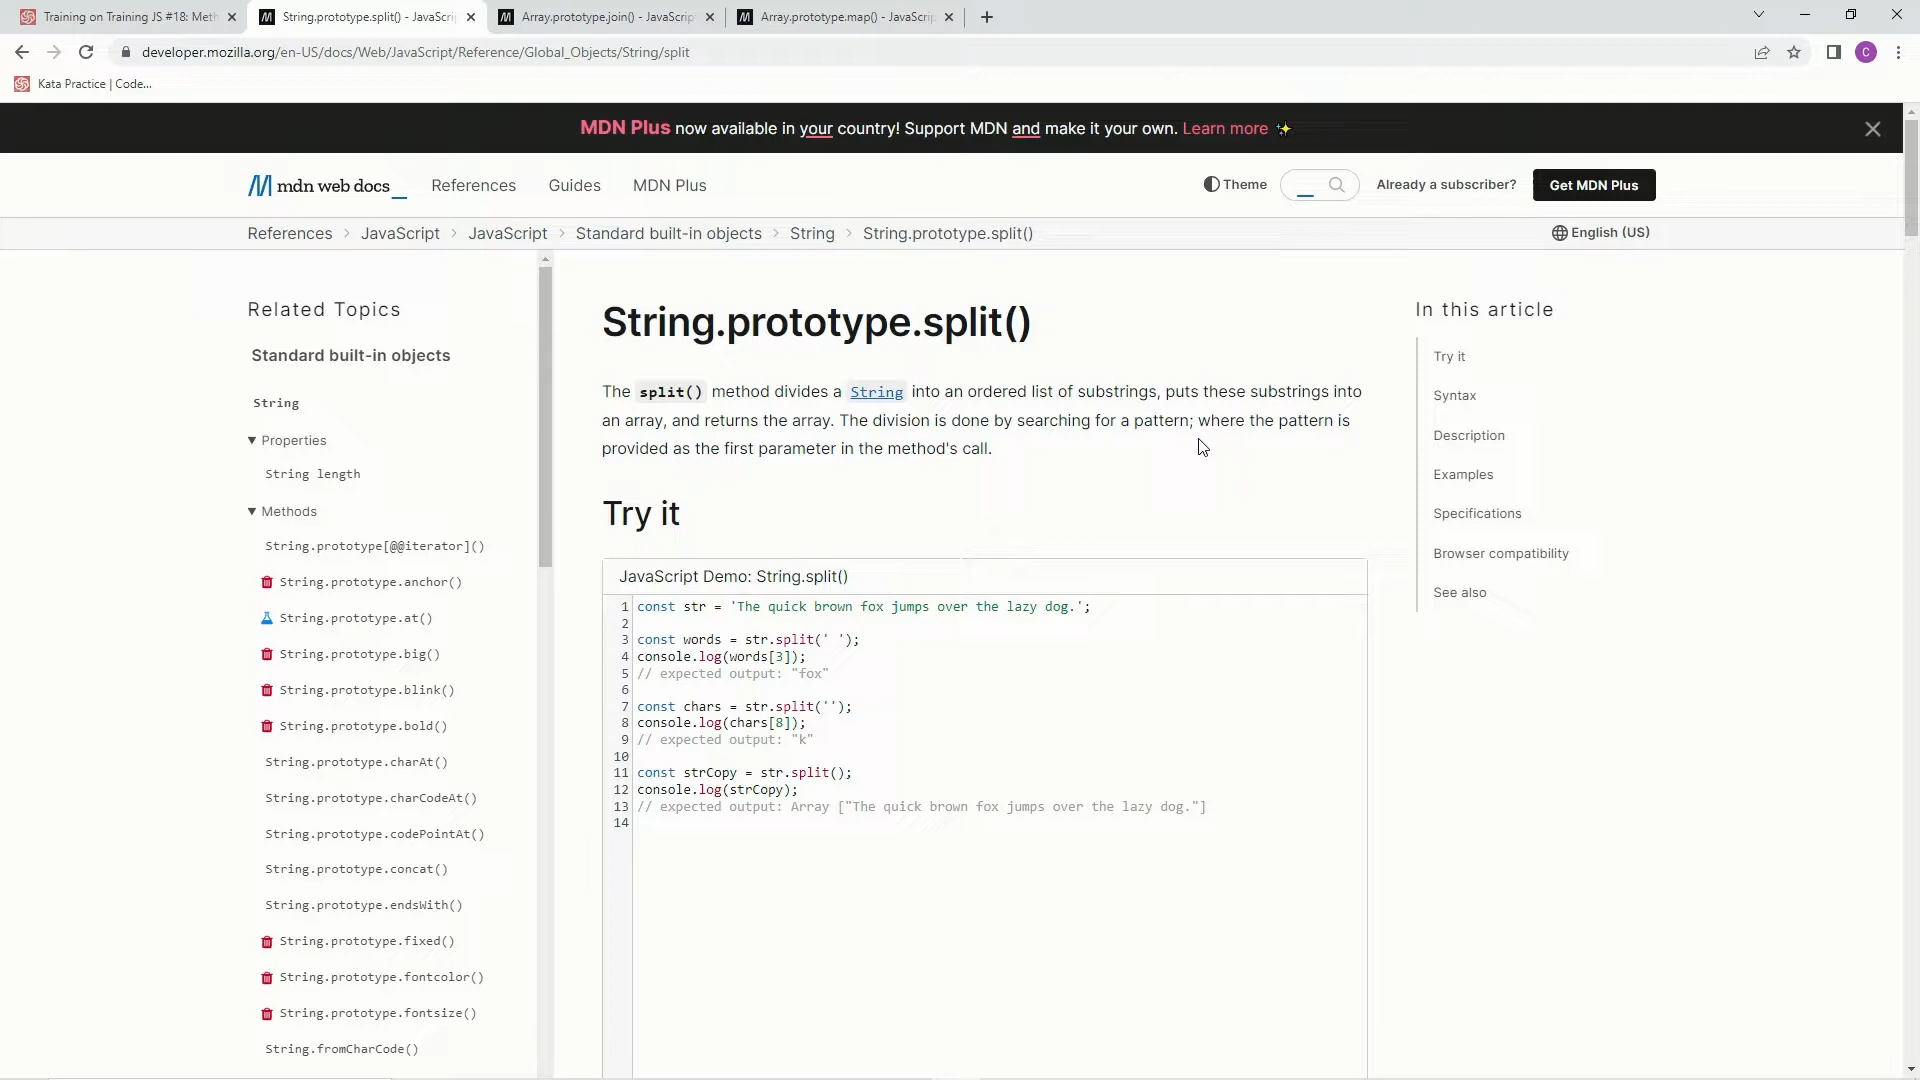 Training on Training JS #18: Meth
String.prototype.split() - JavaScri
Array.prototype.join() - JavaScrip
Array.prototype.map() - JavaScrip
developer.mozilla.org/en-US/docs/Web/JavaScript/Reference/Global_Objects/String/split
C
Kata Practice | Code...
MDN Plus now available in your country! Support MDN and make it your own. Learn more ✨
mdn web docs_
References
Guides
MDN Plus
Theme
Already a subscriber?
Get MDN Plus
References > JavaScript > JavaScript > Standard built-in objects > String > String.prototype.split()
English (US)
Related Topics
Standard built-in objects
String
Properties
String length
Methods
String.prototype[@@iterator]()
String.prototype.anchor()
String.prototype.at()
String.prototype.big()
String.prototype.blink()
String.prototype.bold()
String.prototype.charAt()
String.prototype.charCodeAt()
String.prototype.codePointAt()
String.prototype.concat()
String.prototype.endsWith()
String.prototype.fixed()
String.prototype.fontcolor()
String.prototype.fontsize()
String.fromCharCode()
String.prototype.split()
The split() method divides a String into an ordered list of substrings, puts these substrings into
an array, and returns the array. The division is done by searching for a pattern; where the pattern is
provided as the first parameter in the method's call.
Try it
JavaScript Demo: String.split()
1 const str = 'The quick brown fox jumps over the lazy dog.';
2
3 const words = str.split(' ');
4 console.log(words[3]);
5 // expected output: "fox"
6
7 const chars = str.split('');
8 console.log(chars[8]);
9 // expected output: "k"
10
11 const strCopy = str.split();
12 console.log(strCopy);
13 // expected output: Array ["The quick brown fox jumps over the lazy dog."]
14
In this article
Try it
Syntax
Description
Examples
Specifications
Browser compatibility
See also